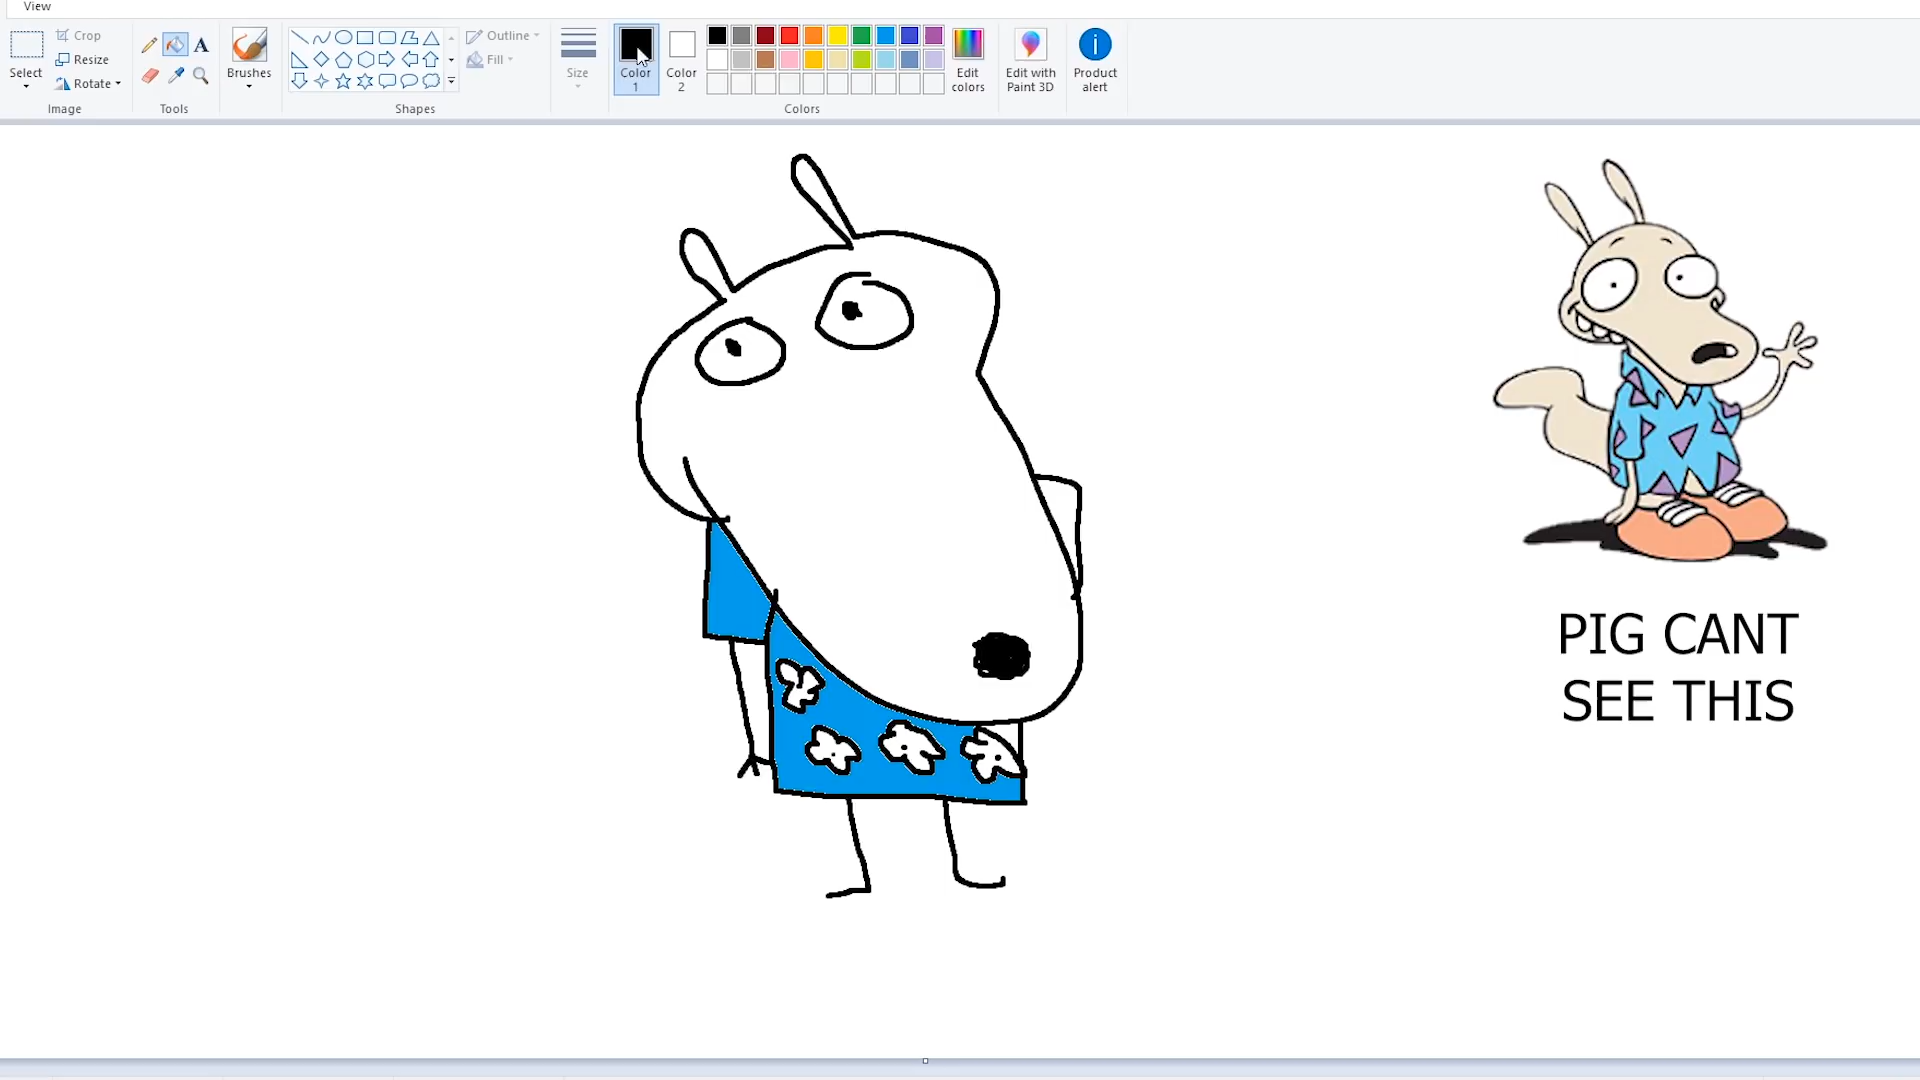 View
Select
Crop
Resize
Rotate
Image
A
Tools
Brushes
Shapes
Outline
Fill
Size
Color
1
Color
2
Edit
colors
Colors
Edit with
Paint 3D
Product
alert
PIG CANT
SEE THIS